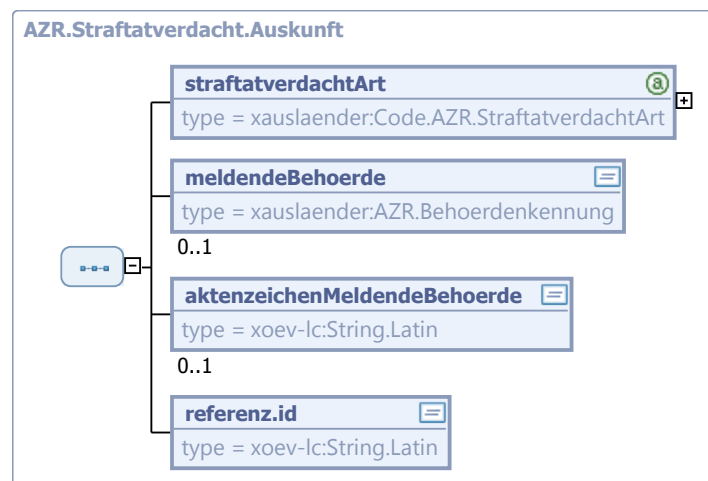 AZR.Straftatverdacht.Auskunft
straftatverdachtArt
type = xauslaender:Code.AZR.StraftatverdachtArt
meldendeBehoerde
type = xauslaender:AZR.Behoerdenkennung
0..1
aktenzeichenMeldendeBehoerde
type = xoev-lc:String.Latin
0..1
referenz.id
type = xoev-lc:String.Latin